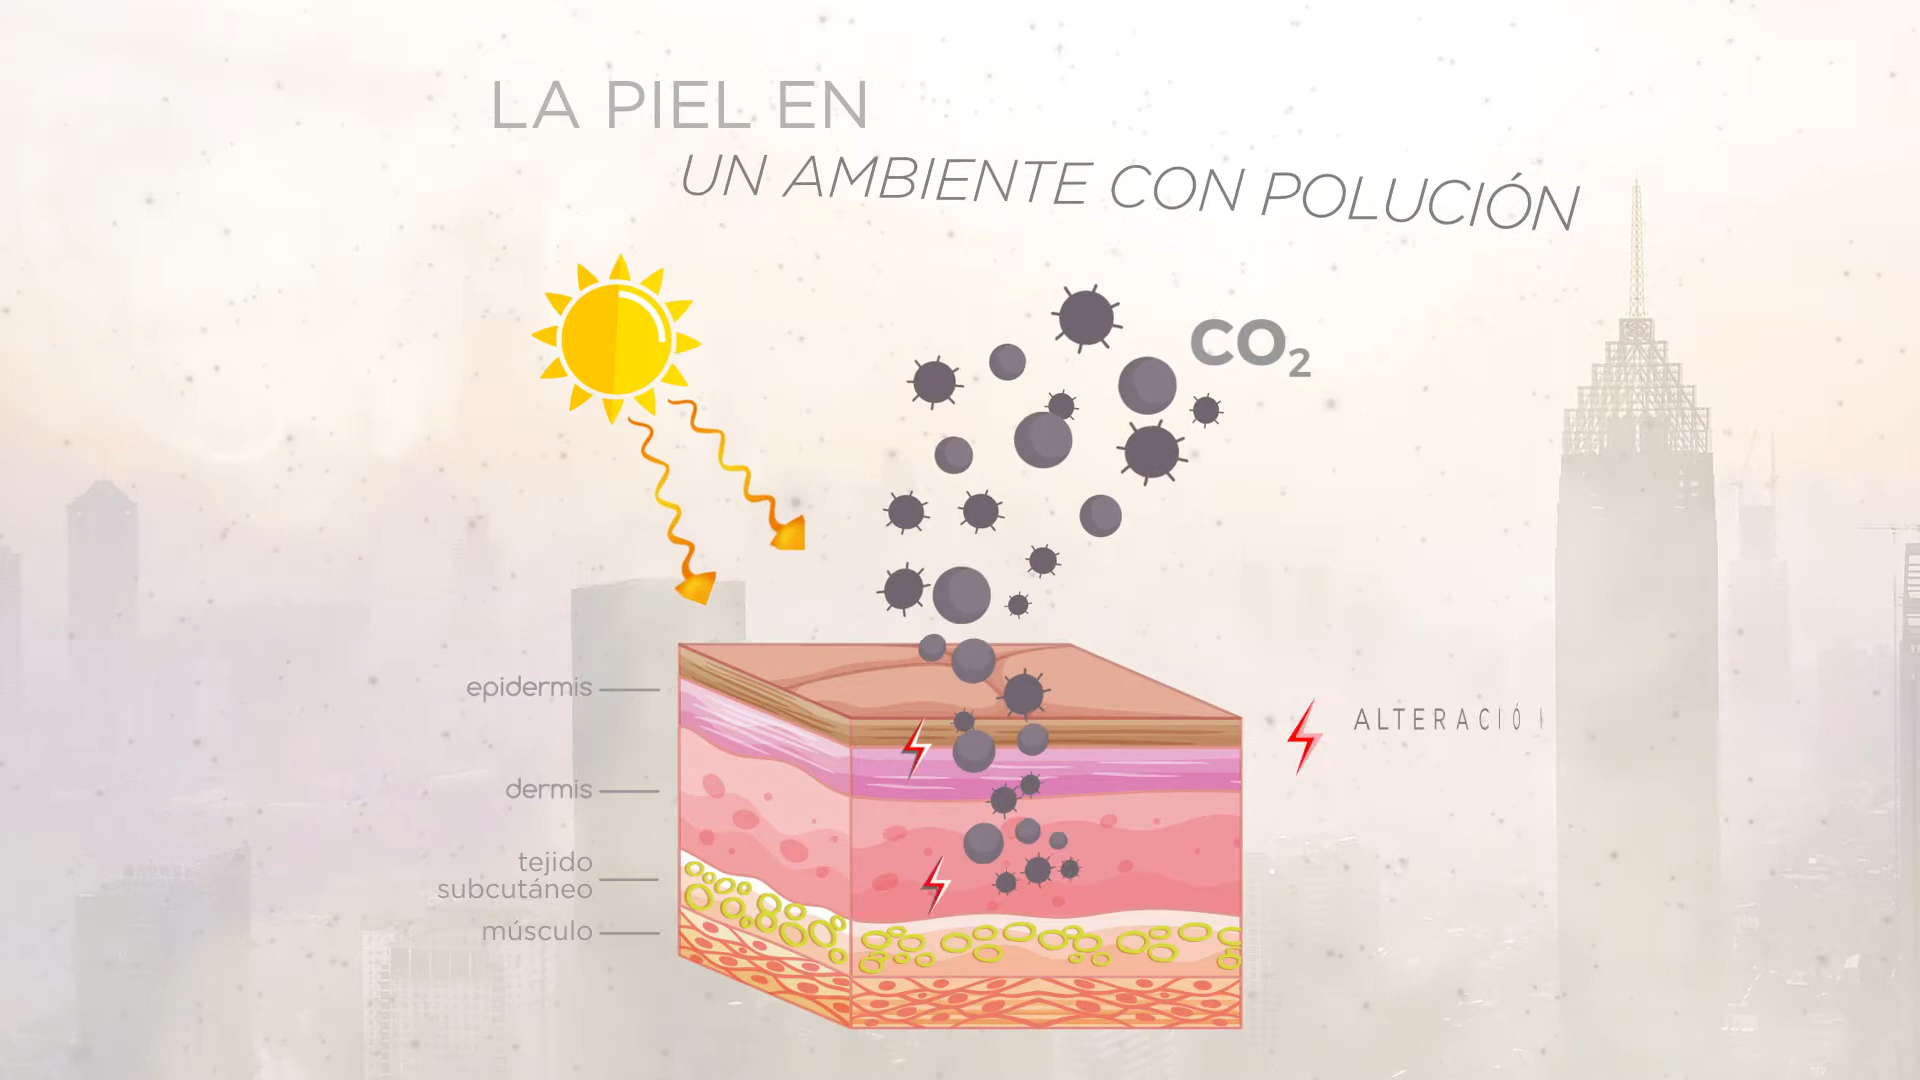 LA PIEL EN
UN AMBIENTE CON POLUCIÓN
CO₂
epidermis
dermis
tejido
subcutáneo
músculo